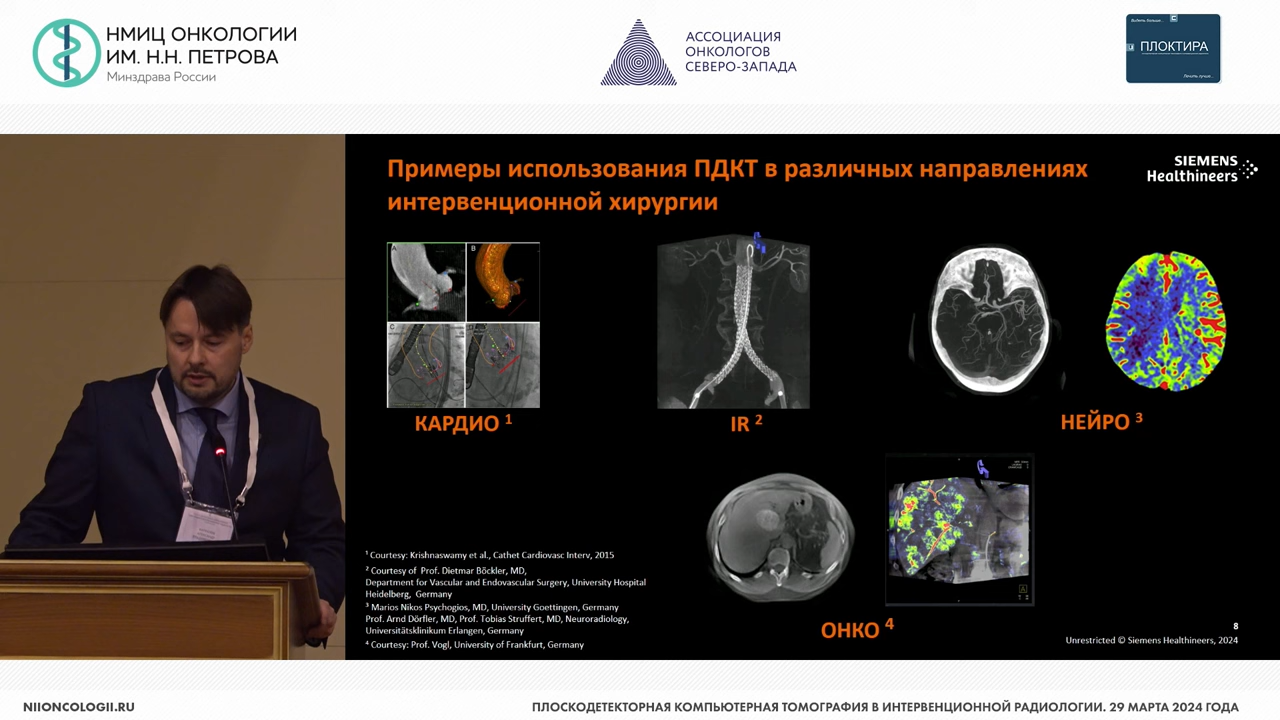 НМИЦ ОНКОЛОГИИ
ИМ. Н.Н. ПЕТРОВА
Минздрава России
АССОЦИАЦИЯ
ОНКОЛОГОВ
СЕВЕРО-ЗАПАДА
Видеть больше...
ПЛОКТИРА
Лечить лучше...
Примеры использования ПДКТ в различных направлениях
интервенционной хирургии
SIEMENS
Healthineers
A
B
C
D
КАРДИО 1
IR 2
НЕЙРО 3
ОНКО 4
1 Courtesy: Krishnaswamy et al., Cathet Cardiovasc Interv, 2015
2 Courtesy of Prof. Dietmar Böckler, MD,
Department for Vascular and Endovascular Surgery, University Hospital
Heidelberg, Germany
3 Marios Nikos Psychogios, MD, University Goettingen, Germany
Prof. Arnd Dörfler, MD, Prof. Tobias Struffert, MD, Neuroradiology,
Universitätsklinikum Erlangen, Germany
4 Courtesy: Prof. Vogl, University of Frankfurt, Germany
8
Unrestricted © Siemens Healthineers, 2024
NIIONCOLOGII.RU
ПЛОСКОДЕТЕКТОРНАЯ КОМПЬЮТЕРНАЯ ТОМОГРАФИЯ В ИНТЕРВЕНЦИОННОЙ РАДИОЛОГИИ. 29 МАРТА 2024 ГОДА